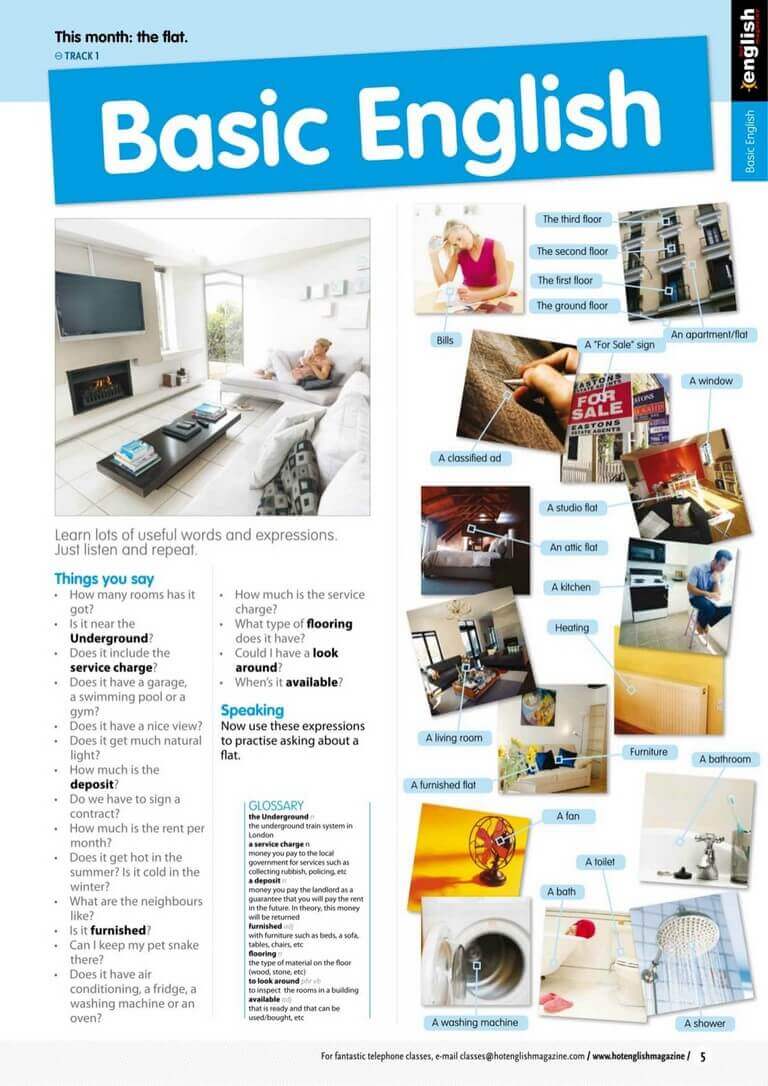 This month: the flat.
TRACK 1
english
Basic English
Basic English
Learn lots of useful words and expressions.
Just listen and repeat.
Things you say
• How many rooms has it
got?
• Is it near the
Underground?
• Does it include the
service charge?
• Does it have a garage,
a swimming pool or a
gym?
• Does it have a nice view?
• Does it get much natural
light?
• How much is the
deposit?
• Do we have to sign a
contract?
• How much is the rent per
month?
• Does it get hot in the
summer? Is it cold in the
winter?
• What are the neighbours
like?
• Is it furnished?
• Can I keep my pet snake
there?
• Does it have air
conditioning, a fridge, a
washing machine or an
oven?
• How much is the service
charge?
• What type of flooring
does it have?
• Could I have a look
around?
• When's it available?
Speaking
Now use these expressions
to practise asking about a
flat.
GLOSSARY
the Underground n
the underground train system in
London
a service charge n
money you pay to the local
government for services such as
collecting rubbish, policing, etc
a deposit n
money you pay the landlord as a
guarantee that you will pay the rent
in the future. In theory, this money
will be returned
furnished adj
with furniture such as beds, a sofa,
tables, chairs, etc
flooring n
the type of material on the floor
(wood, stone, etc)
to look around phr vb
to inspect the rooms in a building
available adj
that is ready and that can be
used/bought, etc
The third floor
The second floor
The first floor
The ground floor
Bills
An apartment/flat
A "For Sale" sign
EASTONS
ESTATE AGENTS
FOR
SALE
EASTONS
ESTATE AGENTS
A window
A classified ad
A studio flat
An attic flat
A kitchen
Heating
A living room
Furniture
A bathroom
A furnished flat
A fan
A toilet
A bath
A washing machine
A shower
For fantastic telephone classes, e-mail classes@hotenglishmagazine.com / www.hotenglishmagazine / 5